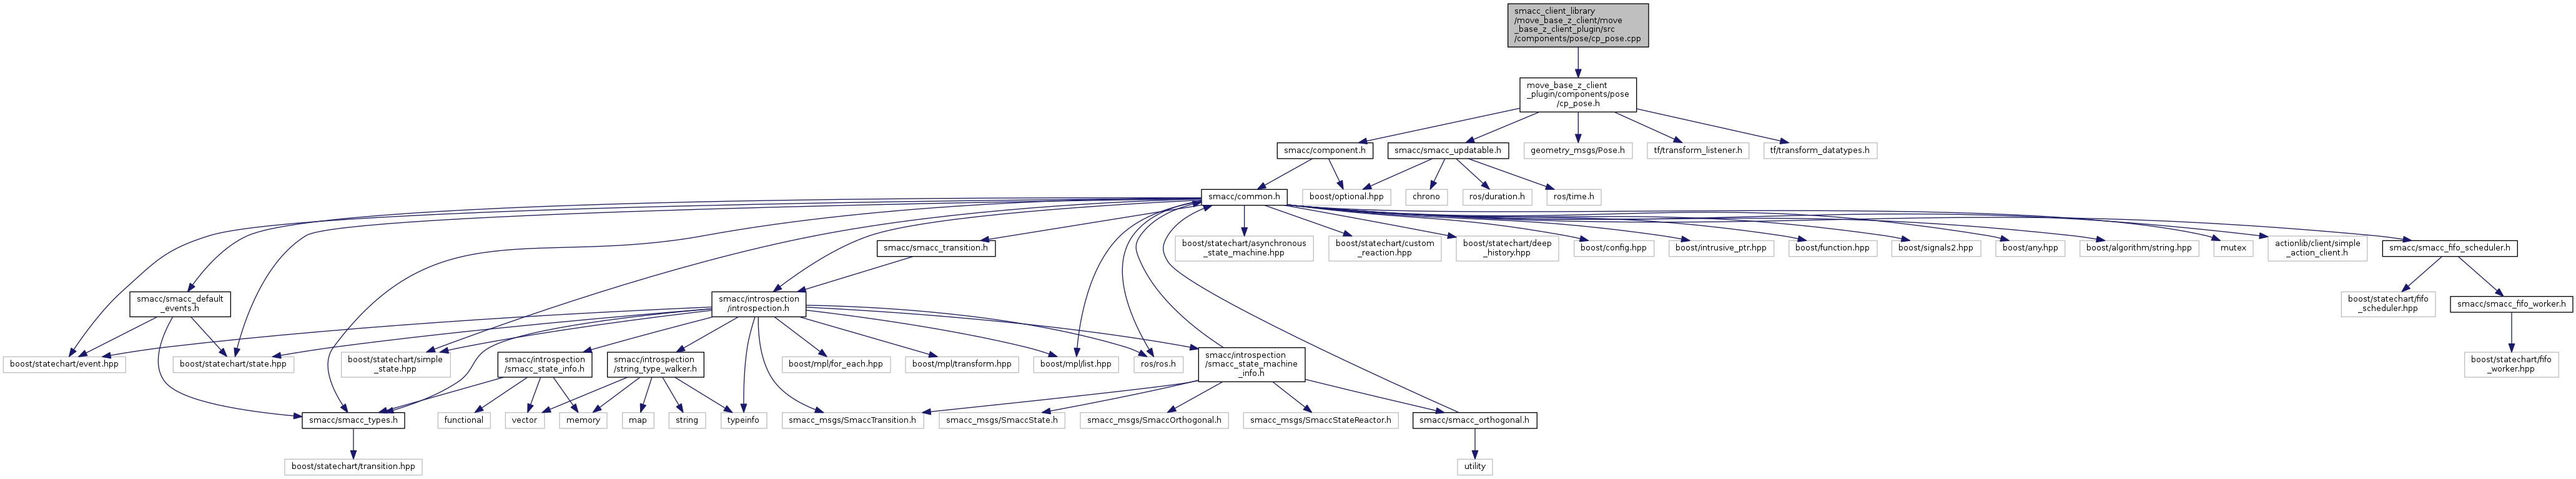 smacc_client_library
/move_base_z_client/move
_base_z_client_plugin/src
/components/pose/cp_pose.cpp
move_base_z_client
_plugin/components/pose
/cp_pose.h
smacc/component.h
smacc/smacc_updatable.h
geometry_msgs/Pose.h
tf/transform_listener.h
tf/transform_datatypes.h
smacc/common.h
boost/optional.hpp
chrono
ros/duration.h
ros/time.h
smacc/smacc_transition.h
boost/statechart/asynchronous
_state_machine.hpp
boost/statechart/custom
_reaction.hpp
boost/statechart/deep
_history.hpp
boost/config.hpp
boost/intrusive_ptr.hpp
boost/function.hpp
boost/signals2.hpp
boost/any.hpp
boost/algorithm/string.hpp
mutex
actionlib/client/simple
_action_client.h
smacc/smacc_fifo_scheduler.h
smacc/smacc_default
_events.h
smacc/introspection
/introspection.h
boost/statechart/fifo
_scheduler.hpp
smacc/smacc_fifo_worker.h
boost/statechart/event.hpp
boost/statechart/state.hpp
boost/statechart/simple
_state.hpp
smacc/introspection
/smacc_state_info.h
smacc/introspection
/string_type_walker.h
boost/mpl/for_each.hpp
boost/mpl/transform.hpp
boost/mpl/list.hpp
ros/ros.h
smacc/introspection
/smacc_state_machine
_info.h
boost/statechart/fifo
_worker.hpp
smacc/smacc_types.h
functional
vector
memory
map
string
typeinfo
smacc_msgs/SmaccTransition.h
smacc_msgs/SmaccState.h
smacc_msgs/SmaccOrthogonal.h
smacc_msgs/SmaccStateReactor.h
smacc/smacc_orthogonal.h
boost/statechart/transition.hpp
utility